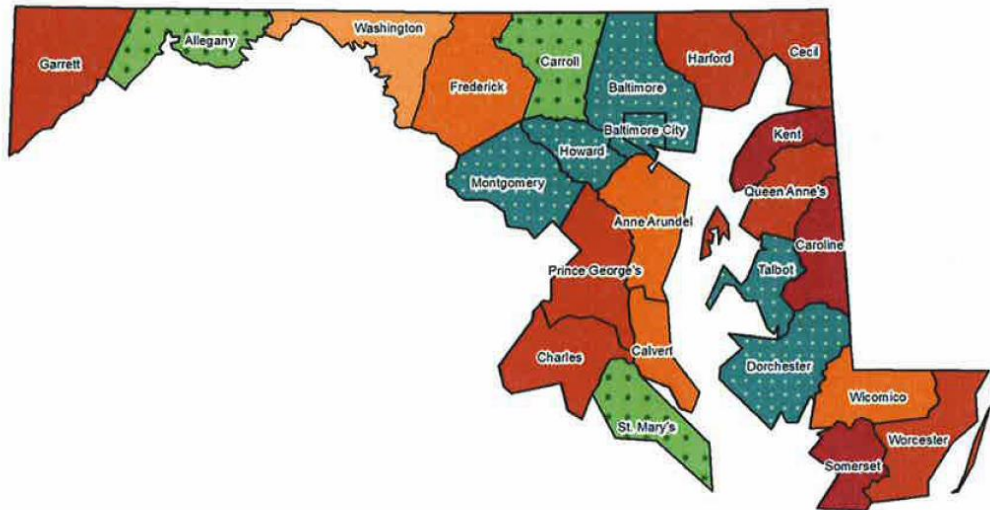 Washington
Allegany
Garrett
Carroll
Harford
Cecil
Frederick
Baltimore
Baltimore City
Kent
Howard
Montgomery
Queen Anne's
Anne Arundel
Caroline
Prince George's
Talbot
Charles
Calvert
Dorchester
Wicomico
St. Mary's
Worcester
Somerset